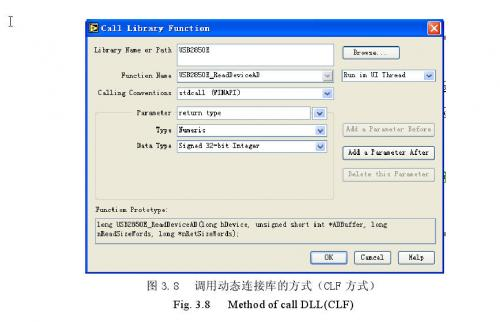 Call Library Function
Library Name or Path USB2850E Browse...
Function Name USB2850E_ReadDeviceAD Run in UI Thread
Calling Conventions stdcall (WINAPI)
Parameter return type
Type Numeric Add a Parameter Before
Data Type Signed 32-bit Integer Add a Parameter After
Delete this Parameter
Function Prototype:
long USB2850E_ReadDeviceAD(long hDevice, unsigned short int *ADBuffer, long
nReadSizeWords, long *nRetSizeWords);
OK Cancel Help
图 3.8 调用动态连接库的方式（CLF 方式）
Fig. 3.8 Method of call DLL(CLF)